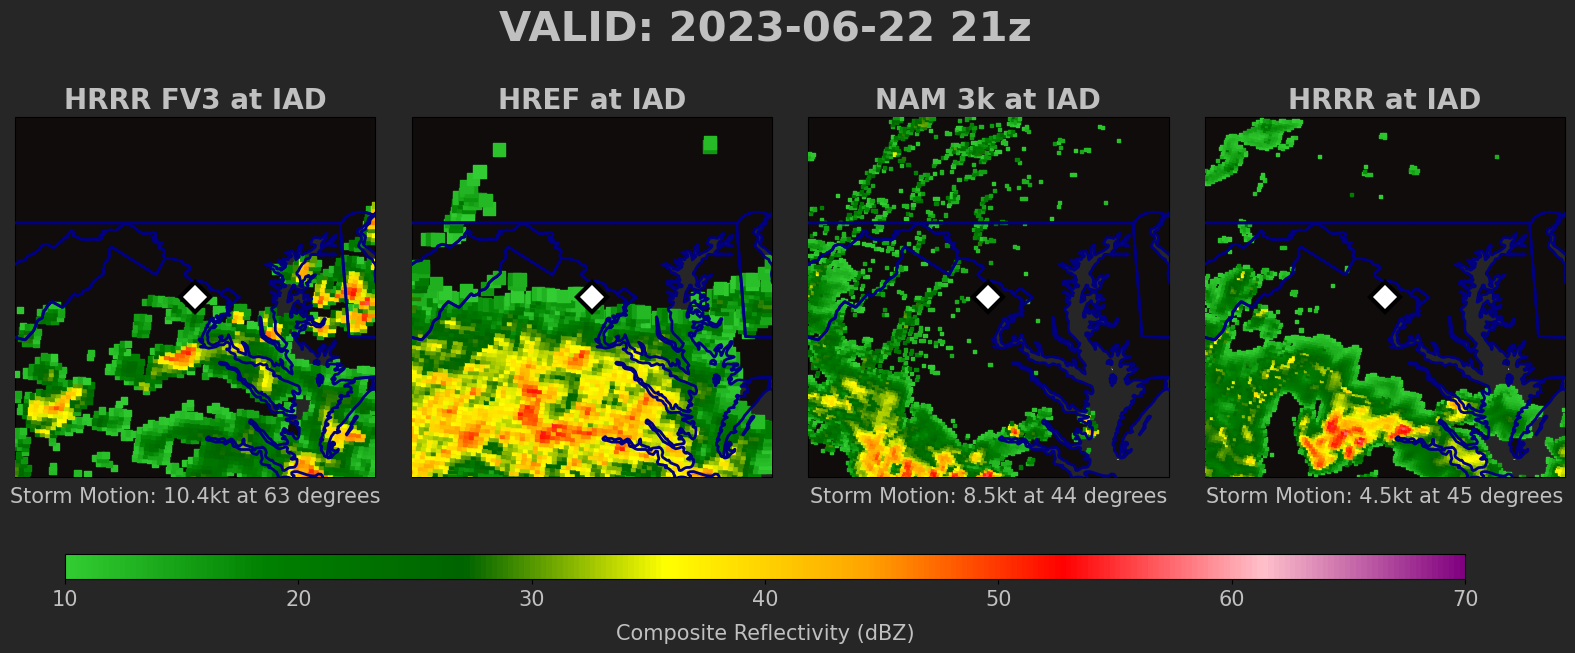 VALID: 2023-06-22 21z
HRRR FV3 at IAD
HREF at IAD
NAM 3k at IAD
HRRR at IAD
Storm Motion: 10.4kt at 63 degrees
Storm Motion: 8.5kt at 44 degrees
Storm Motion: 4.5kt at 45 degrees
10 20 30 40 50 60 70
Composite Reflectivity (dBZ)